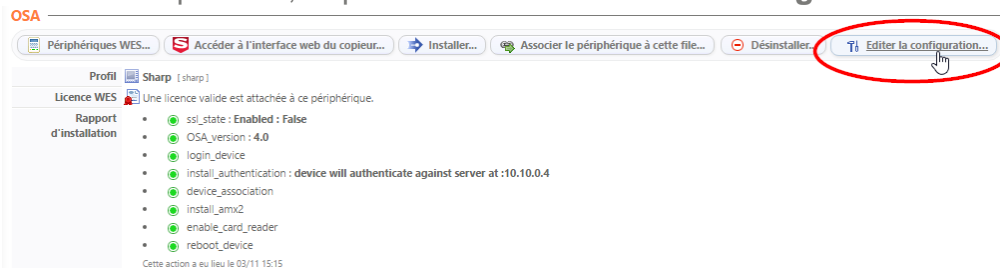 OSA
Périphériques WES... Accéder à l'interface web du copieur... Installer... Associer le périphérique à cette file... Désinstaller... Editer la configuration...
Profil Sharp [sharp]
Licence WES Une licence valide est attachée à ce périphérique.
Rapport d'installation
• ssl_state : Enabled : False
• OSA_version : 4.0
• login_device
• install_authentication : device will authenticate against server at :10.10.0.4
• device_association
• install_amx2
• enable_card_reader
• reboot_device
Cette action a eu lieu le 03/11 15:15